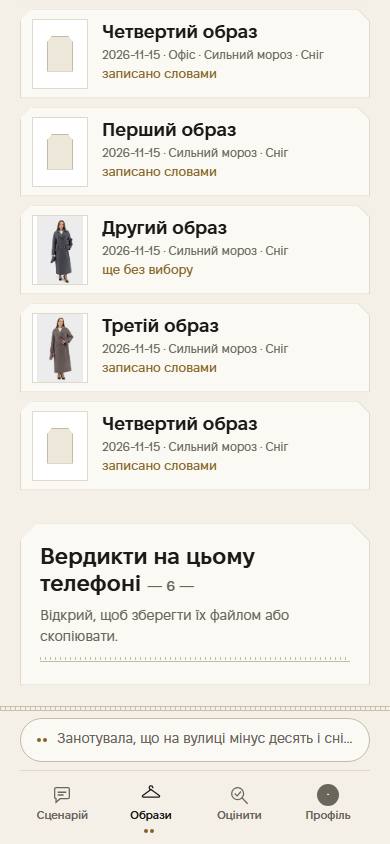 Четвертий образ
2026-11-15 · Офіс · Сильний мороз · Сніг
записано словами
Перший образ
2026-11-15 · Сильний мороз · Сніг
записано словами
Другий образ
2026-11-15 · Сильний мороз · Сніг
ще без вибору
Третій образ
2026-11-15 · Сильний мороз · Сніг
записано словами
Четвертий образ
2026-11-15 · Сильний мороз · Сніг
записано словами
Вердикти на цьому
телефоні — 6 —
Відкрий, щоб зберегти їх файлом або
скопіювати.
Занотувала, що на вулиці мінус десять і сні...
Сценарій
Образи
Оцінити
Профіль